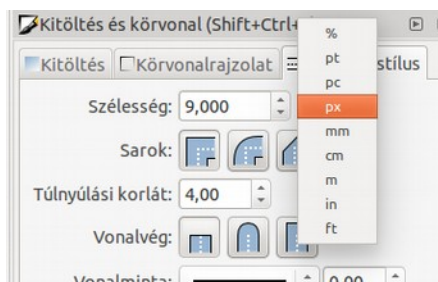 Kitöltés és körvonal (Shift+Ctrl+
Kitöltés Körvonalrajzolat stílus
Szélesség: 9,000
Sarok:
Túlnyúlási korlát: 4,00
Vonalvég:
Vonalminta: 0,00
%
pt
pc
px
mm
cm
m
in
ft